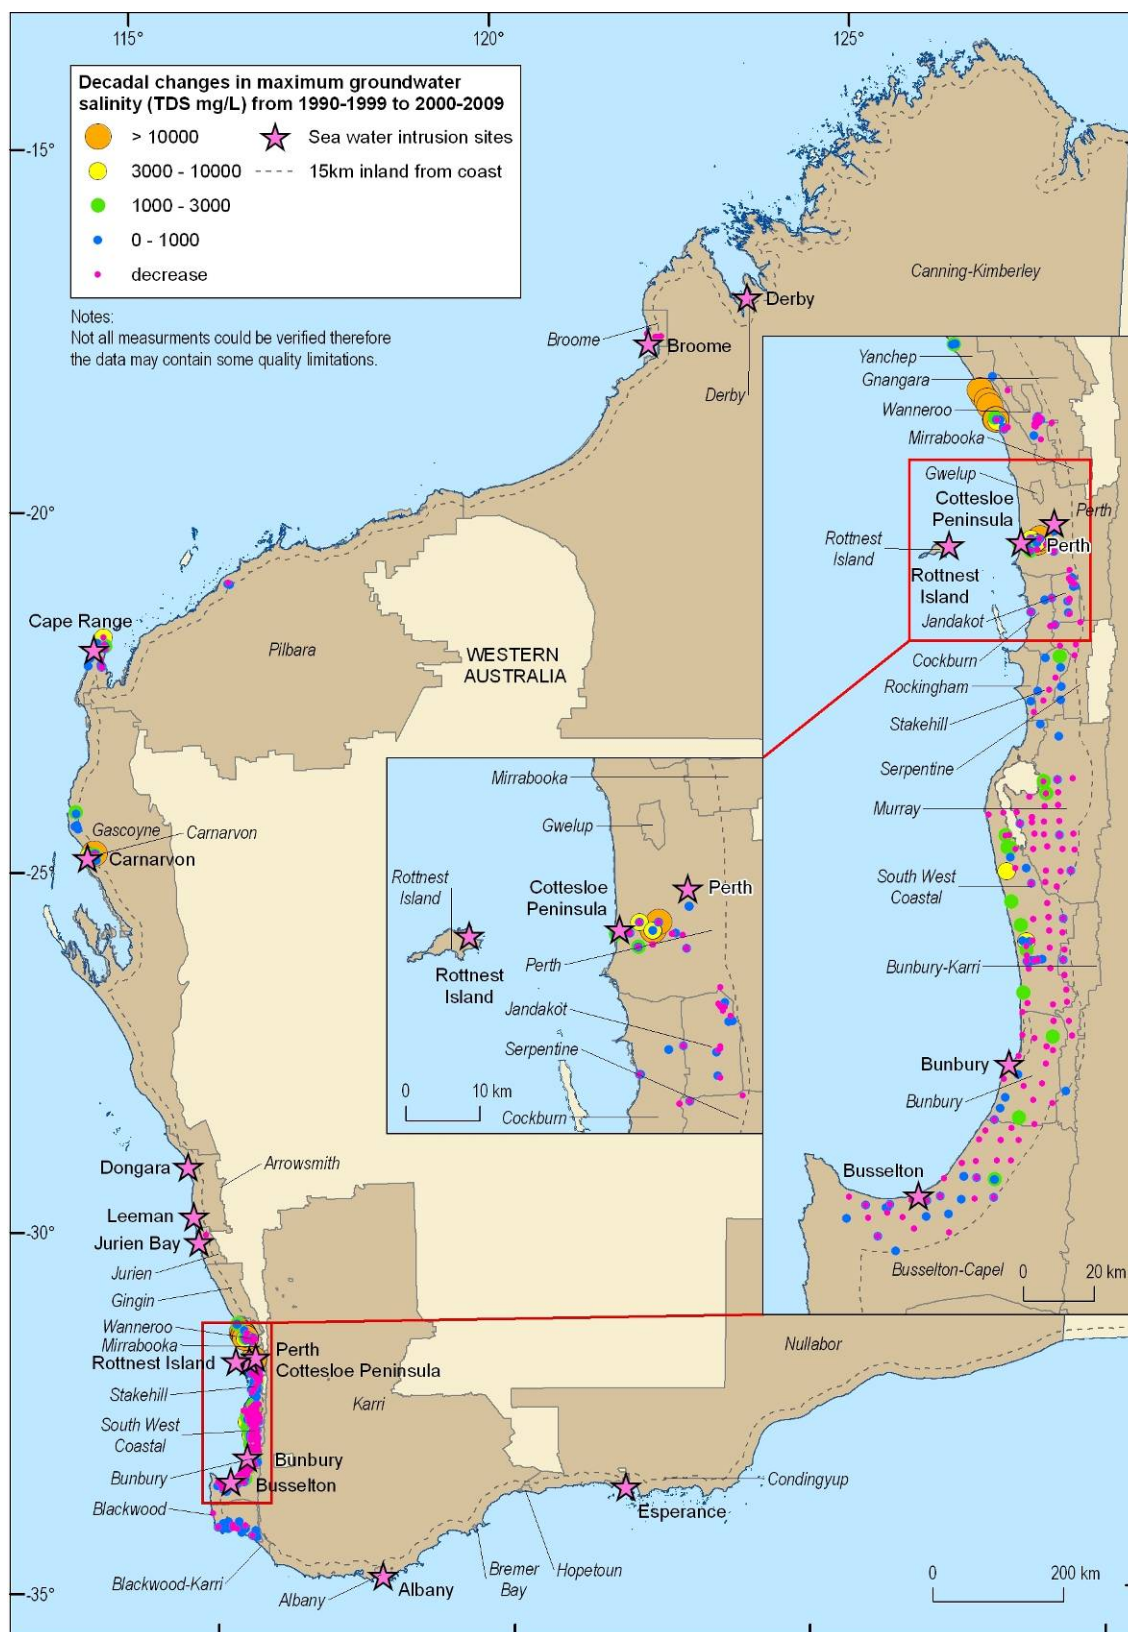 115°
120°
125°
Decadal changes in maximum groundwater
salinity (TDS mg/L) from 1990-1999 to 2000-2009
> 10000
Sea water intrusion sites
3000 - 10000
15km inland from coast
1000 - 3000
0 - 1000
decrease
Notes:
Not all measurments could be verified therefore
the data may contain some quality limitations.
-15°
-20°
-25°
-30°
-35°
Canning-Kimberley
Derby
Broome
Broome
Derby
Cape Range
Pilbara
WESTERN
AUSTRALIA
Gascoyne
Carnarvon
Carnarvon
Dongara
Arrowsmith
Leeman
Jurien Bay
Jurien
Gingin
Wanneroo
Mirrabooka
Perth
Rottnest Island
Cottesloe Peninsula
Stakehill
Karri
South West
Coastal
Bunbury
Bunbury
Busselton
Blackwood
Blackwood-Karri
Albany
Albany
Bremer
Bay
Hopetoun
Esperance
Condingyup
Nullabor
0
200 km
Mirrabooka
Gwelup
Rottnest
Island
Cottesloe
Peninsula
Perth
Rottnest
Island
Perth
Jandakot
Serpentine
0
10 km
Cockburn
Yanchep
Gnangara
Wanneroo
Mirrabooka
Gwelup
Cottesloe
Peninsula
Perth
Rottnest
Island
Perth
Rottnest
Island
Jandakot
Cockburn
Rockingham
Stakehill
Serpentine
Murray
South West
Coastal
Bunbury-Karri
Bunbury
Bunbury
Busselton
Busselton-Capel
0
20 km